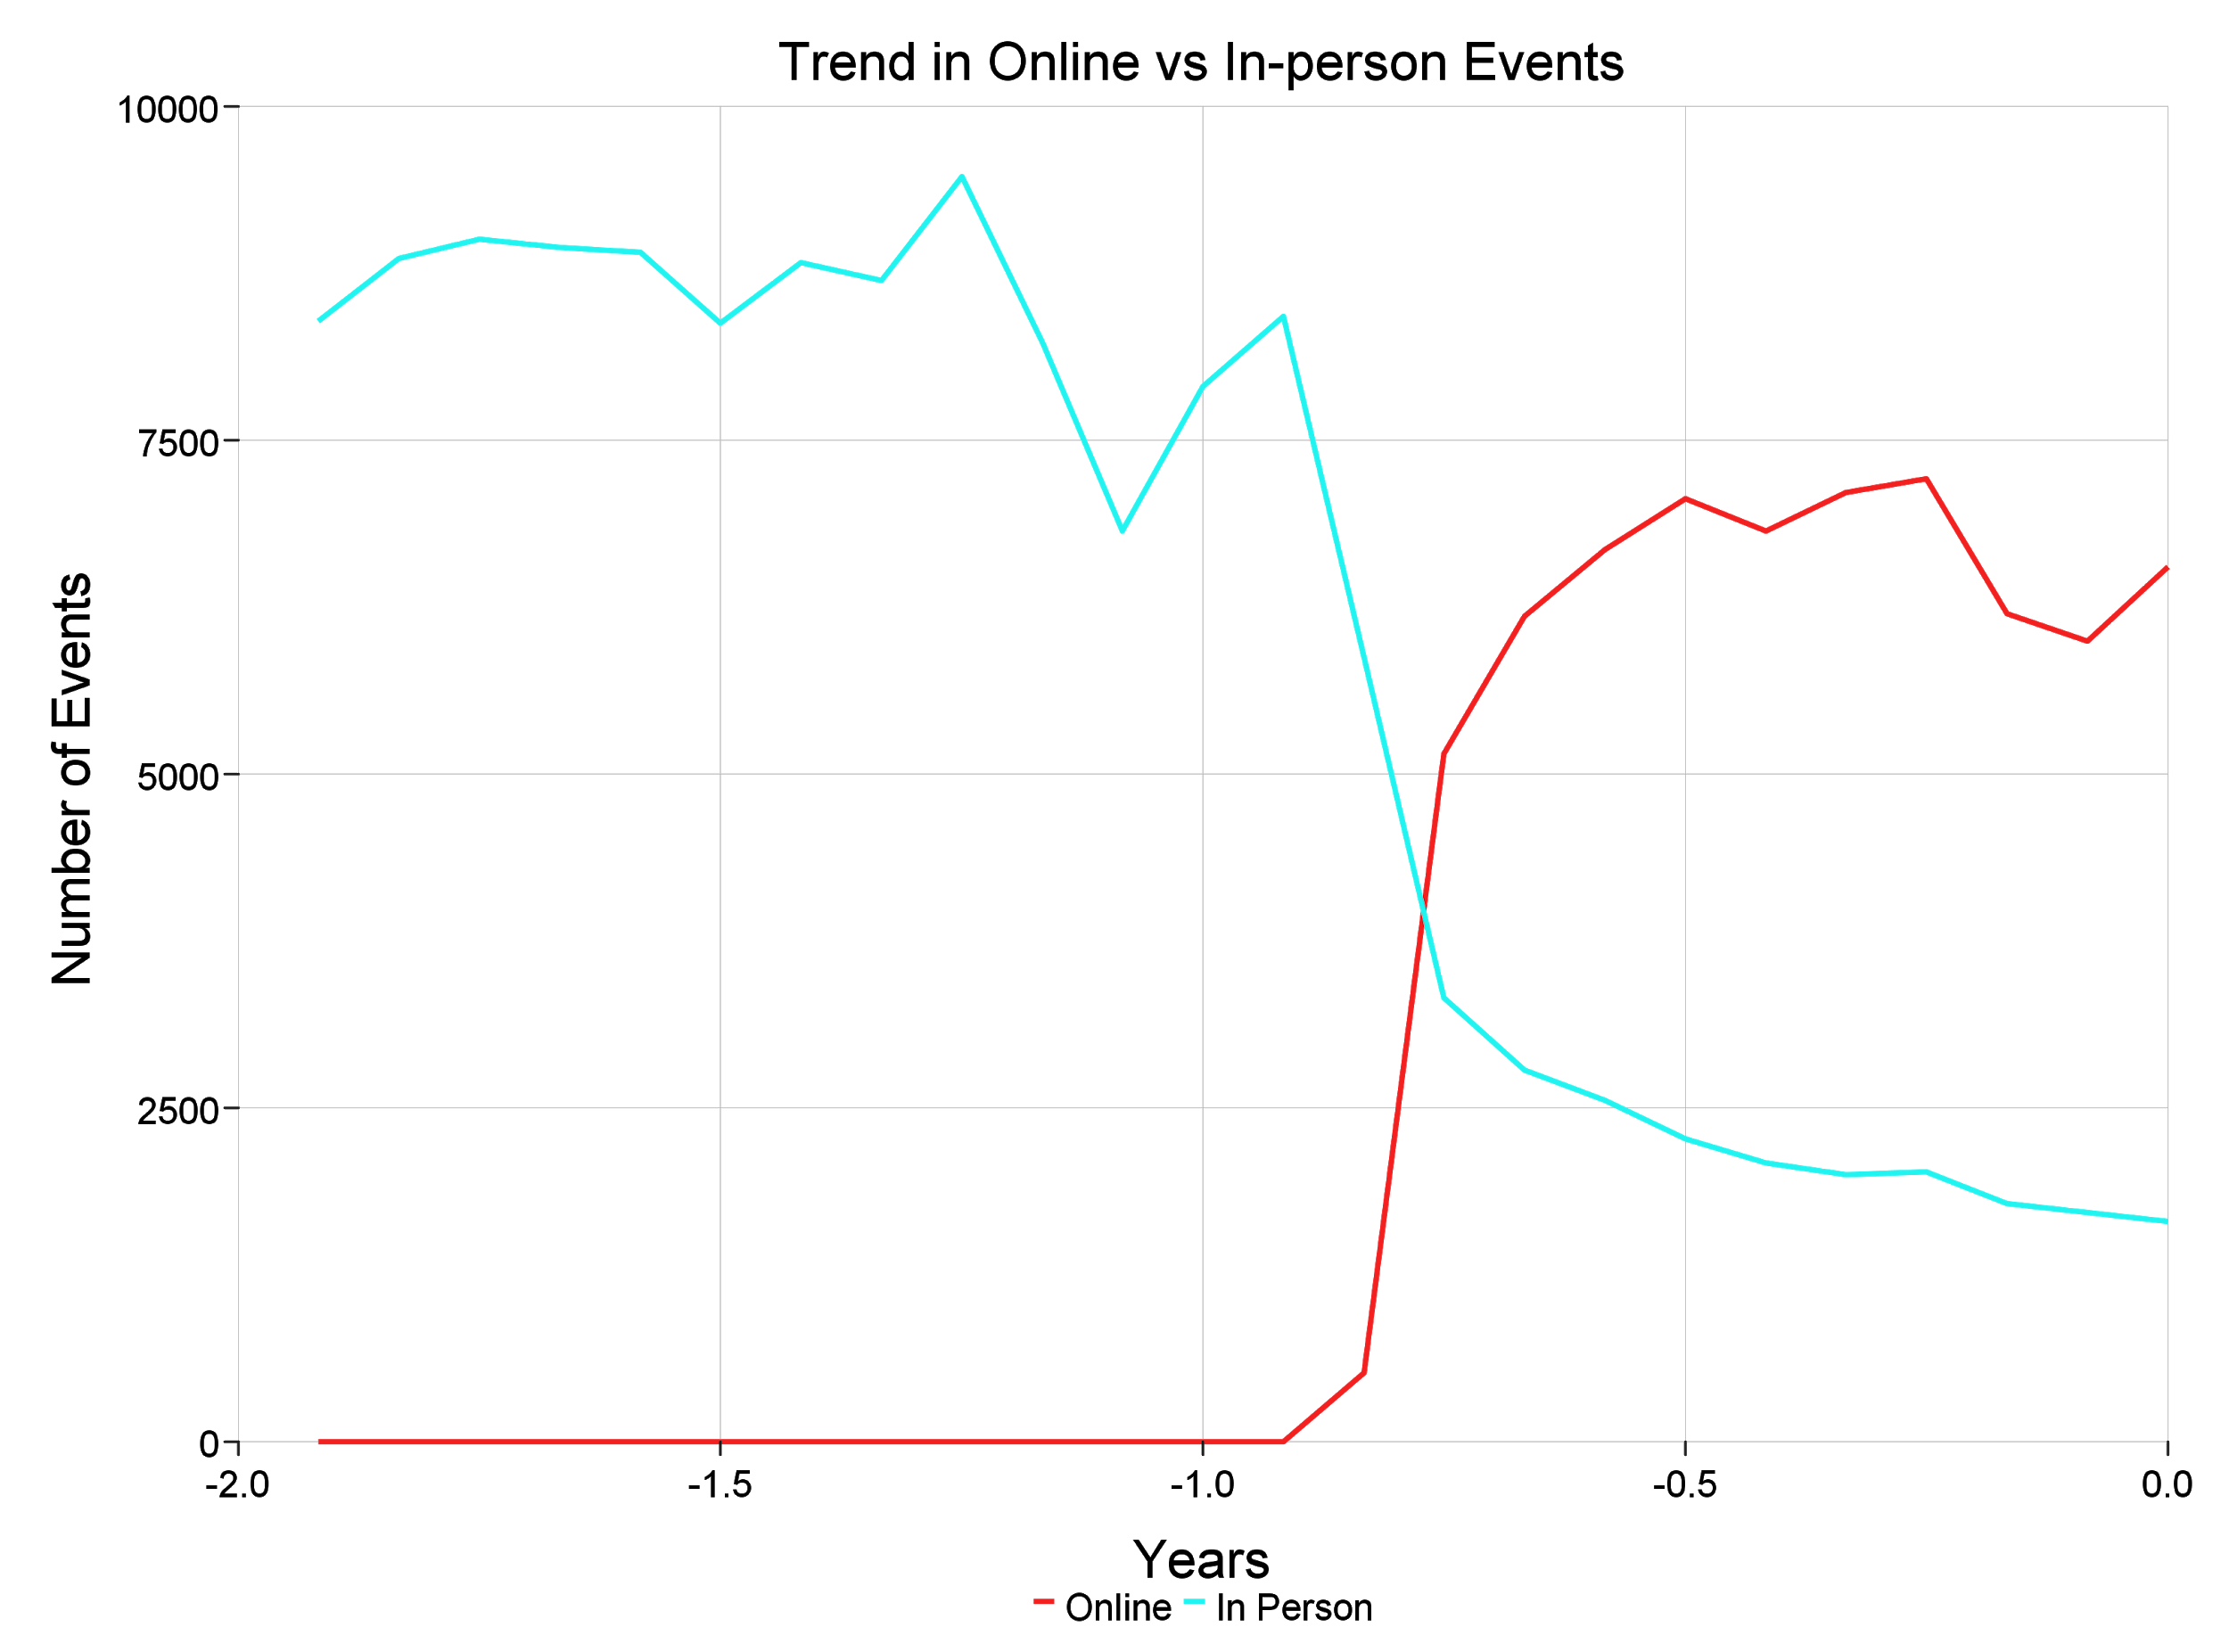 Trend in Online vs In-person Events
Number of Events
10000
7500
5000
2500
0
-2.0 -1.5 -1.0 -0.5 0.0
Years
Online In Person